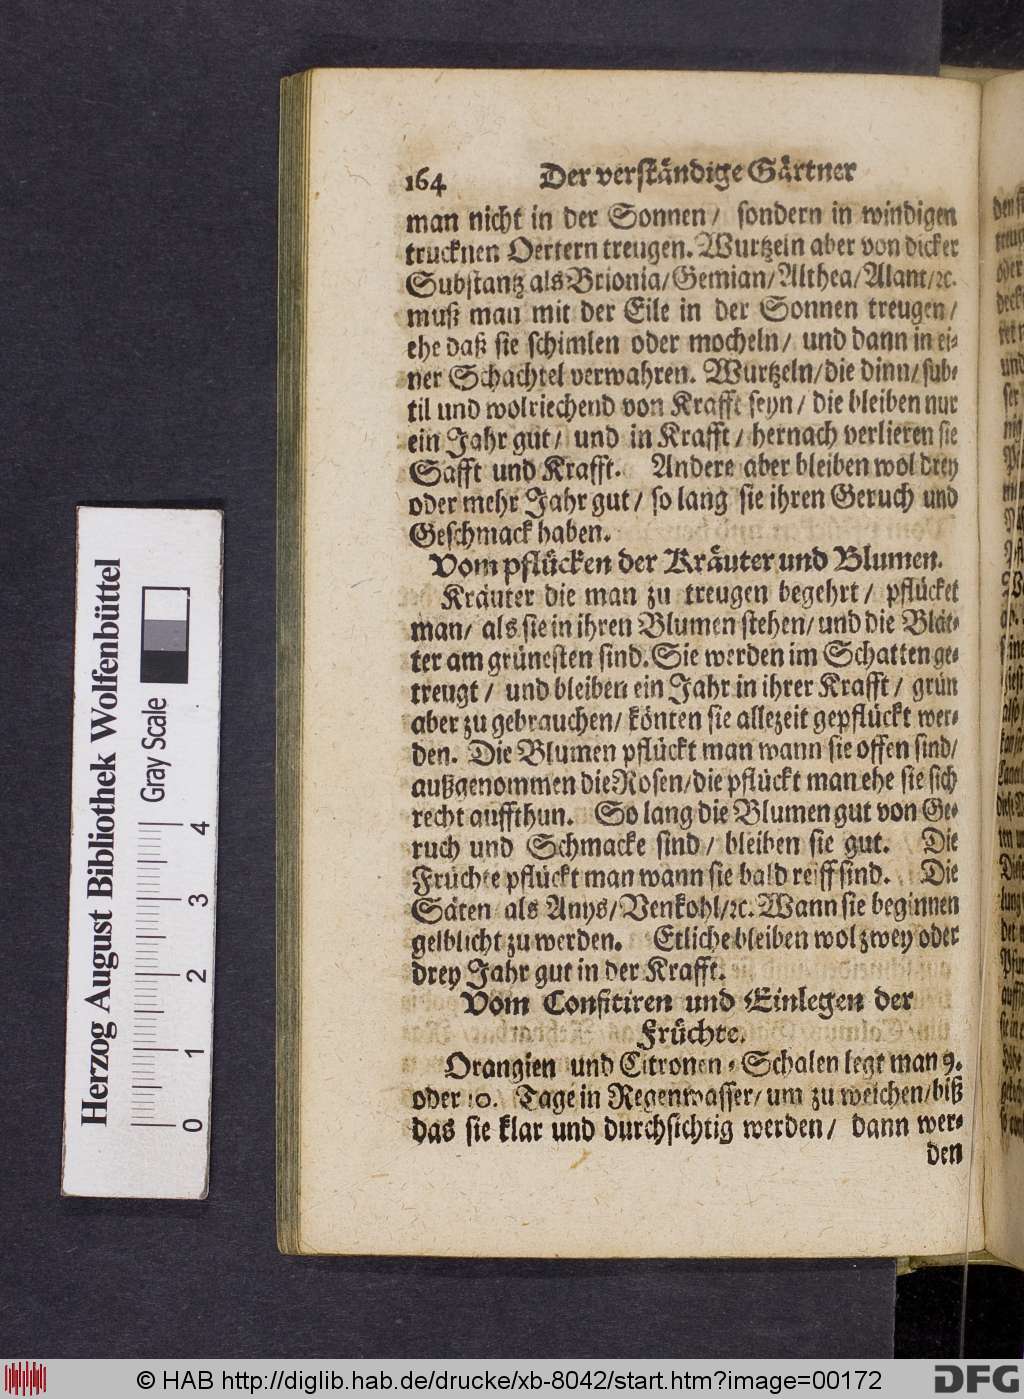 164 Der verständige Gärtner
man nicht in der Sonnen/ sondern in windigen
trucknen Oertern treugen. Wurtzeln aber von dicker
Substantz als Brionia/ Gemian/ Althea/ Alant/ ꝛc.
muß man mit der Eile in der Sonnen treugen/
ehe daß sie schimlen oder mocheln/ und dann in ei-
ner Schachtel verwahren. Wurtzeln/ die dinn/ sub-
til und wolriechend von Krafft seyn/ die bleiben nur
ein Jahr gut/ und in Krafft/ hernach verlieren sie
Safft und Krafft. Andere aber bleiben wol drey
oder mehr Jahr gut/ so lang sie ihren Geruch und
Geschmack haben.
Vom pflücken der Kräuter und Blumen.
Kräuter die man zu treugen begehrt/ pflücket
man/ als sie in ihren Blumen stehen/ und die Blät-
ter am grünesten sind. Sie werden im Schatten ge-
treugt/ und bleiben ein Jahr in ihrer Krafft/ grün
aber zu gebrauchen/ könten sie allezeit gepflückt wer-
den. Die Blumen pflückt man wann sie offen sind/
außgenommen die Rosen/ die pflückt man ehe sie sich
recht auffthun. So lang die Blumen gut von Ge-
ruch und Schmacke sind/ bleiben sie gut. Die
Früchte pflückt man wann sie bald reiff sind. Die
Säten als Anys/ Venkohl/ ꝛc. Wann sie beginnen
gelblicht zu werden. Etliche bleiben wol zwey oder
drey Jahr gut in der Krafft.
Vom Confitiren und Einlegen der
Früchte.
Orangien und Citronen-Schalen legt man 9.
oder 10. Tage in Regenwasser/ um zu weichen/ biß
das sie klar und durchsichtig werden/ dann wer-
den
Herzog August Bibliothek Wolfenbüttel
Gray Scale
0 1 2 3 4
© HAB http://diglib.hab.de/drucke/xb-8042/start.htm?image=00172
DFG